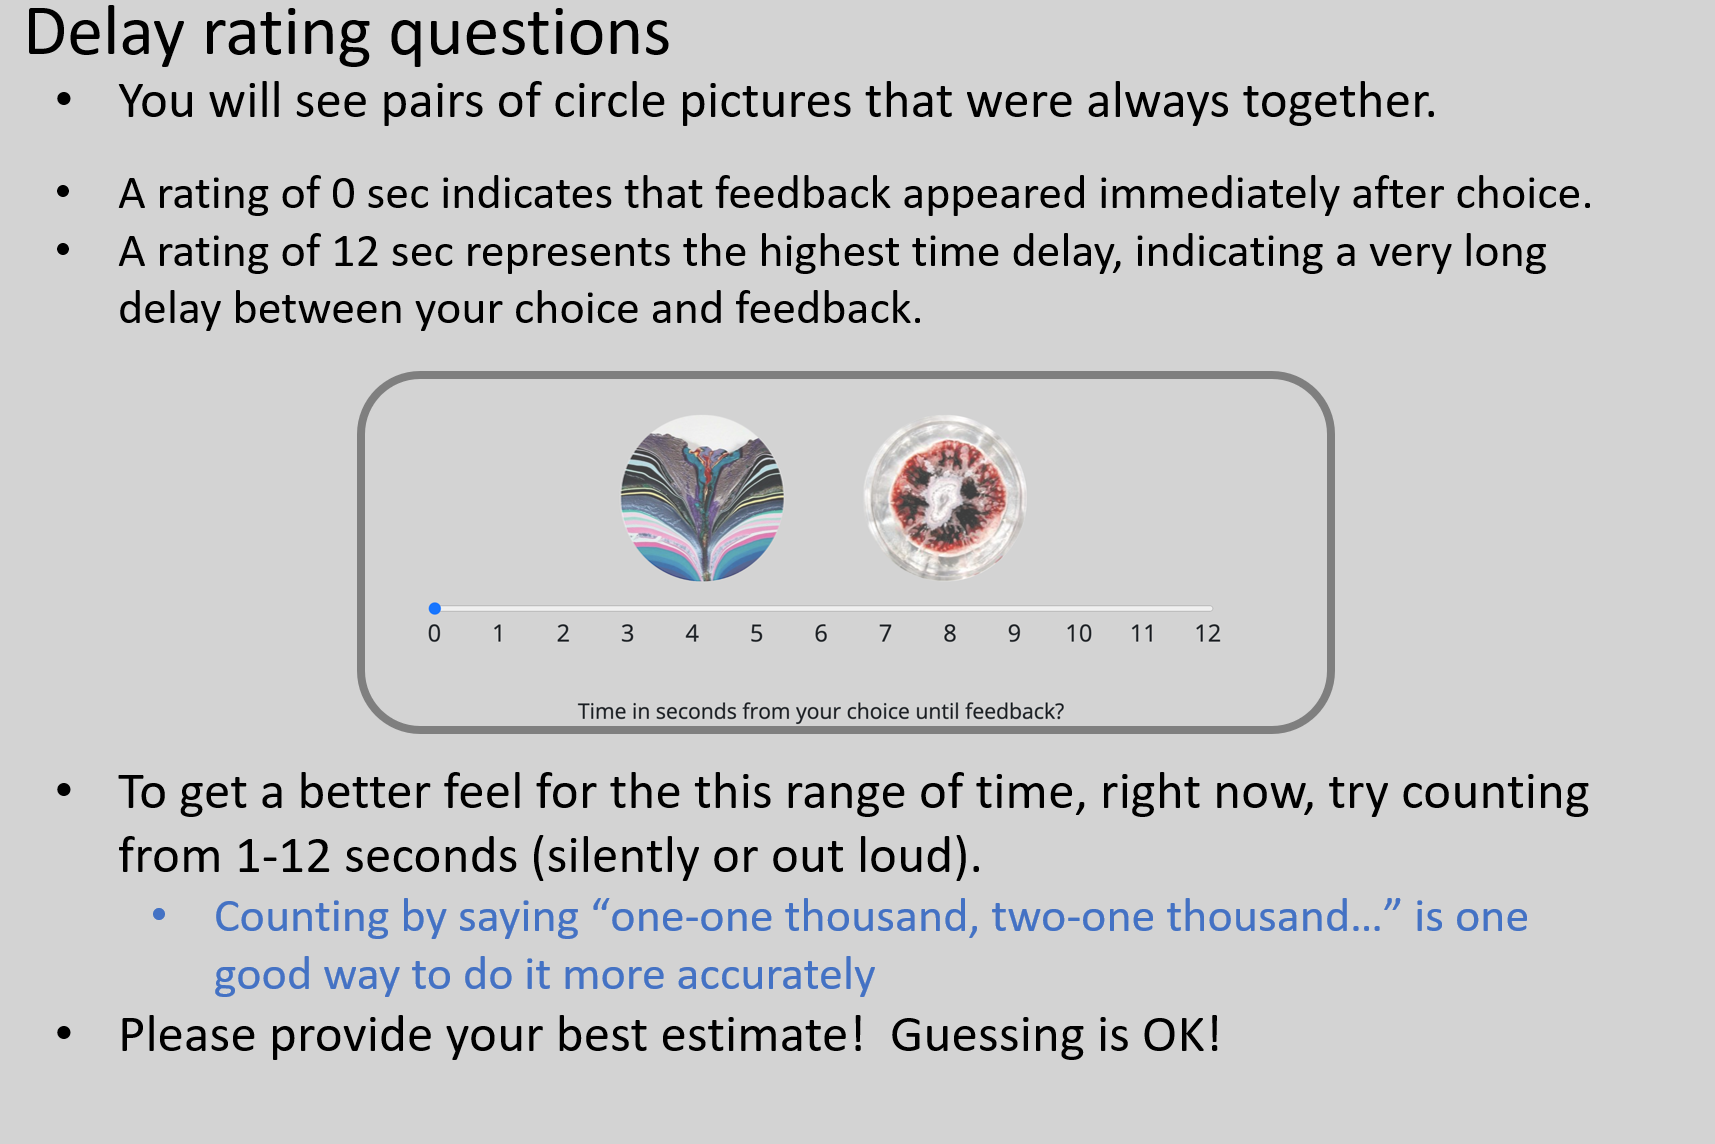 Delay rating questions
• You will see pairs of circle pictures that were always together.
• A rating of 0 sec indicates that feedback appeared immediately after choice.
• A rating of 12 sec represents the highest time delay, indicating a very long
delay between your choice and feedback.
0 1 2 3 4 5 6 7 8 9 10 11 12
Time in seconds from your choice until feedback?
• To get a better feel for the this range of time, right now, try counting
from 1-12 seconds (silently or out loud).
• Counting by saying “one-one thousand, two-one thousand…” is one
good way to do it more accurately
• Please provide your best estimate!  Guessing is OK!